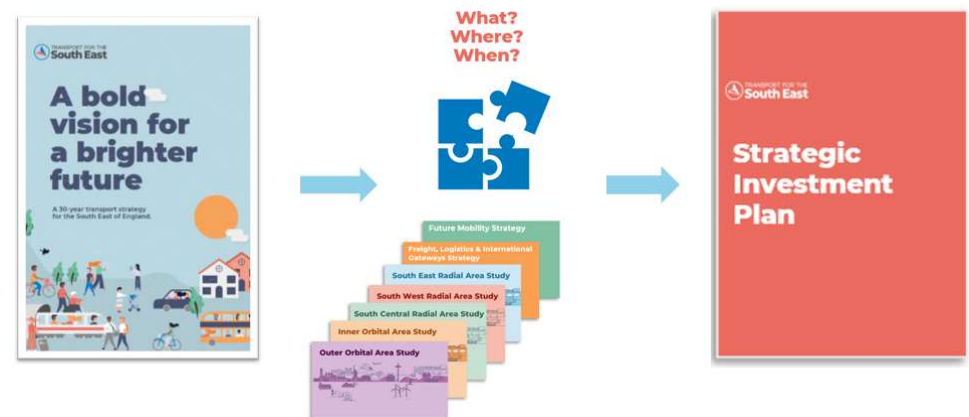 TRANSPORT FOR THE
South East
A bold
vision for
a brighter
future
A 30-year transport strategy
for the South East of England.
What?
Where?
When?
Future Mobility Strategy
Freight, Logistics & International
Gateways Strategy
South East Radial Area Study
South West Radial Area Study
South Central Radial Area Study
Inner Orbital Area Study
Outer Orbital Area Study
TRANSPORT FOR THE
South East
Strategic
Investment
Plan